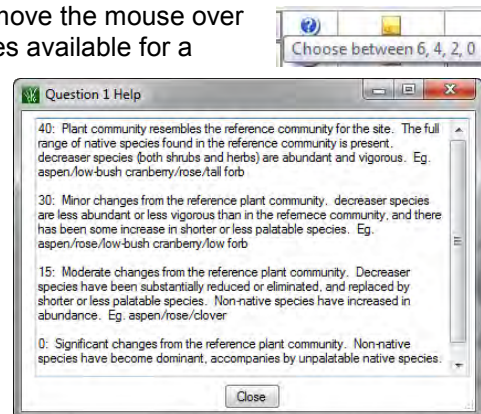 move the mouse over
es available for a
Choose between 6, 4, 2, 0
Question 1 Help
40: Plant community resembles the reference community for the site. The full
range of native species found in the reference community is present,
decreaser species (both shrubs and herbs) are abundant and vigorous. Eg.
aspen/low-bush cranberry/rose/tall forb
30: Minor changes from the reference plant community. decreaser species
are less abundant or less vigorous than in the refernece community, and there
has been some increase in shorter or less palatable species. Eg.
aspen/rose/low-bush cranberry/low forb
15: Moderate changes from the reference plant community. Decreaser
species have been substantially reduced or eliminated, and replaced by
shorter or less palatable species. Non-native species have increased in
abundance. Eg. aspen/rose/clover
0: Significant changes from the reference plant community. Non-native
species have become dominant, accompanies by unpalatable native species.
Close